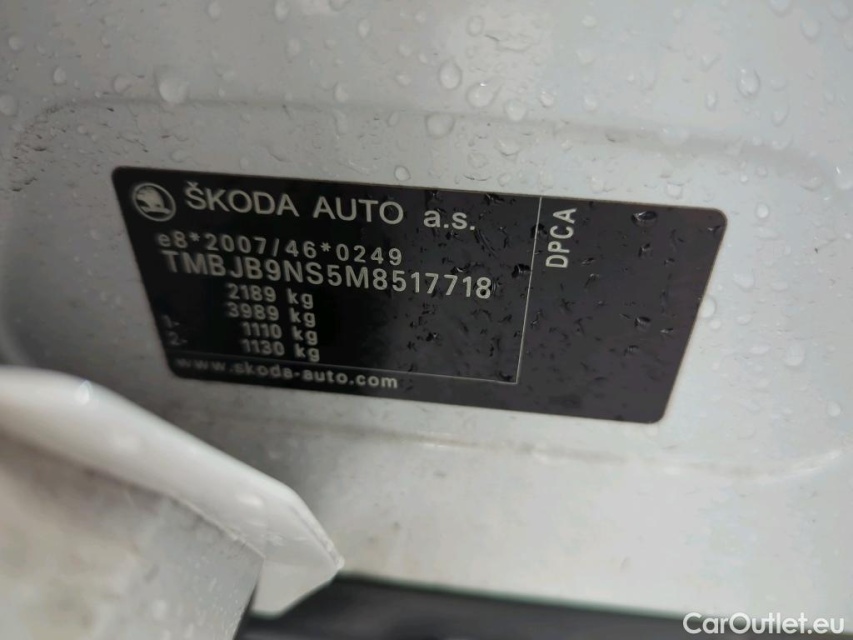 ŠKODA AUTO a.s.
e8*2007/46*0249
TMBJB9NS5M8517718
2189 kg
3989 kg
1- 1110 kg
2- 1130 kg
www.skoda-auto.com
DPCA
CarOutlet.eu